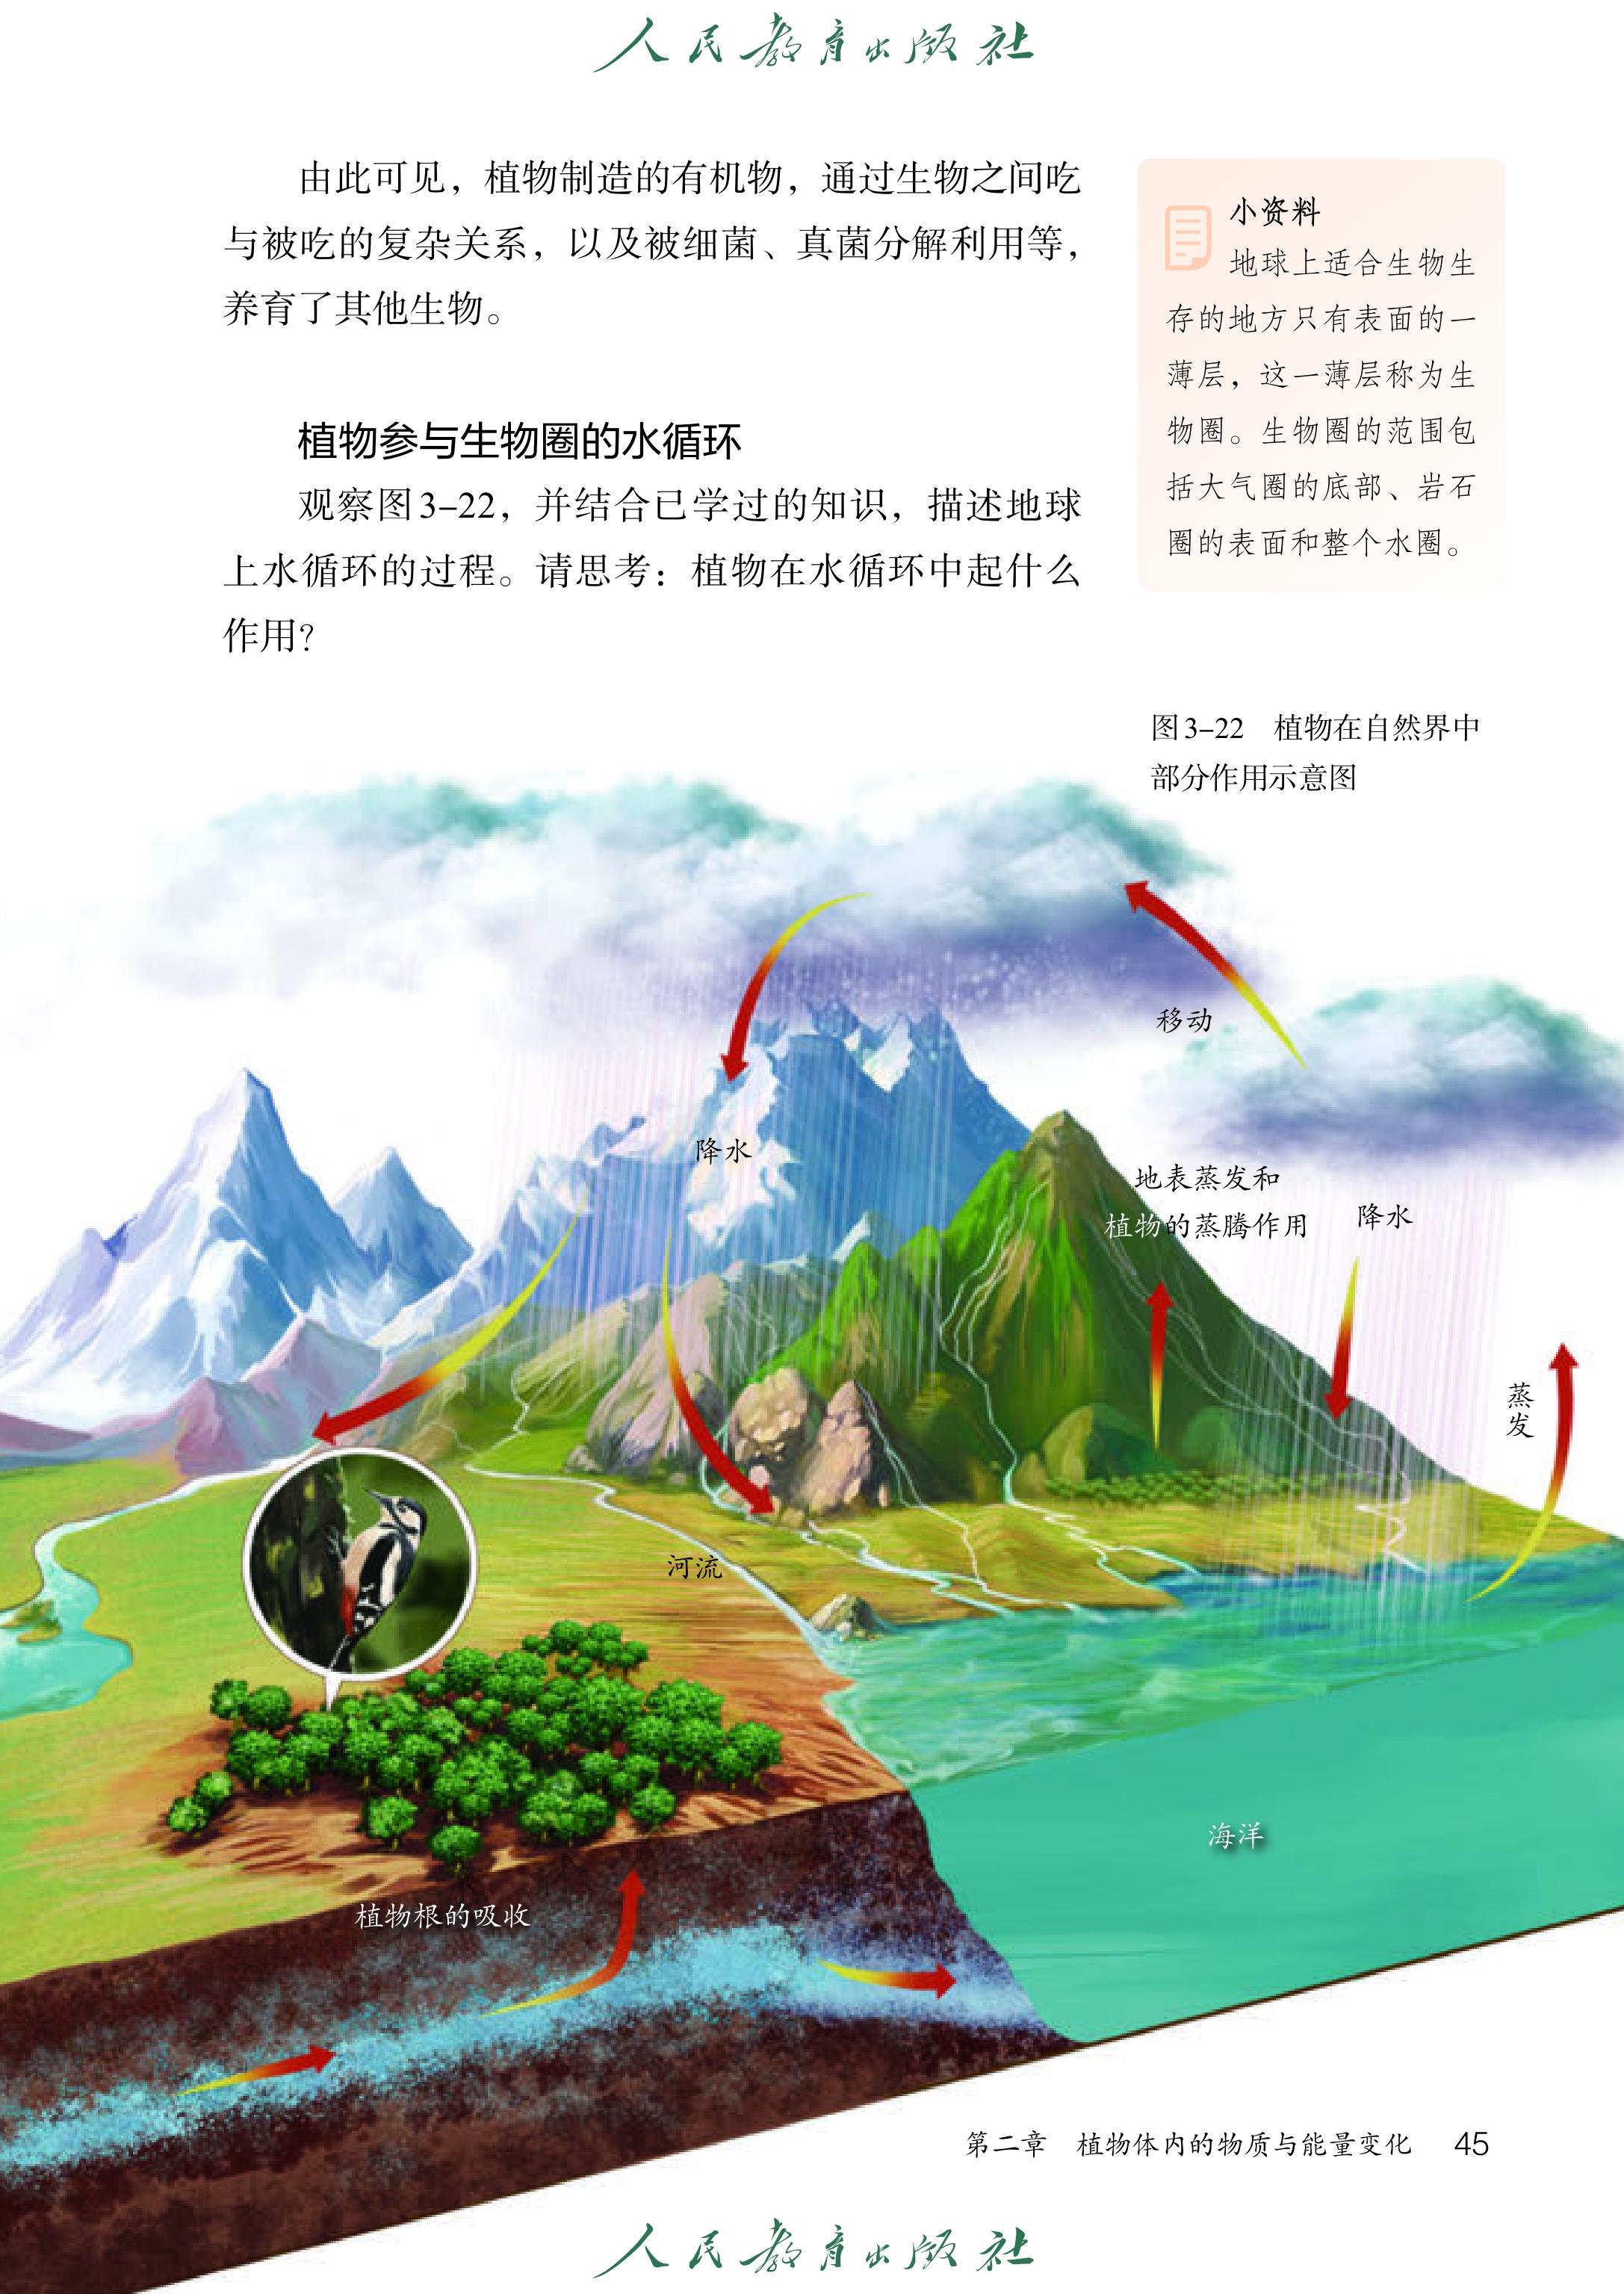 人民教育出版社
由此可见，植物制造的有机物，通过生物之间吃
与被吃的复杂关系，以及被细菌、真菌分解利用等，
养育了其他生物。
植物参与生物圈的水循环
观察图3-22，并结合已学过的知识，描述地球
上水循环的过程。请思考：植物在水循环中起什么
作用？
小资料
地球上适合生物生
存的地方只有表面的一
薄层，这一薄层称为生
物圈。生物圈的范围包
括大气圈的底部、岩石
圈的表面和整个水圈。
图3-22 植物在自然界中
部分作用示意图
移动
降水
地表蒸发和
植物的蒸腾作用
降水
蒸发
河流
海洋
植物根的吸收
第二章 植物体内的物质与能量变化 45
人民教育出版社